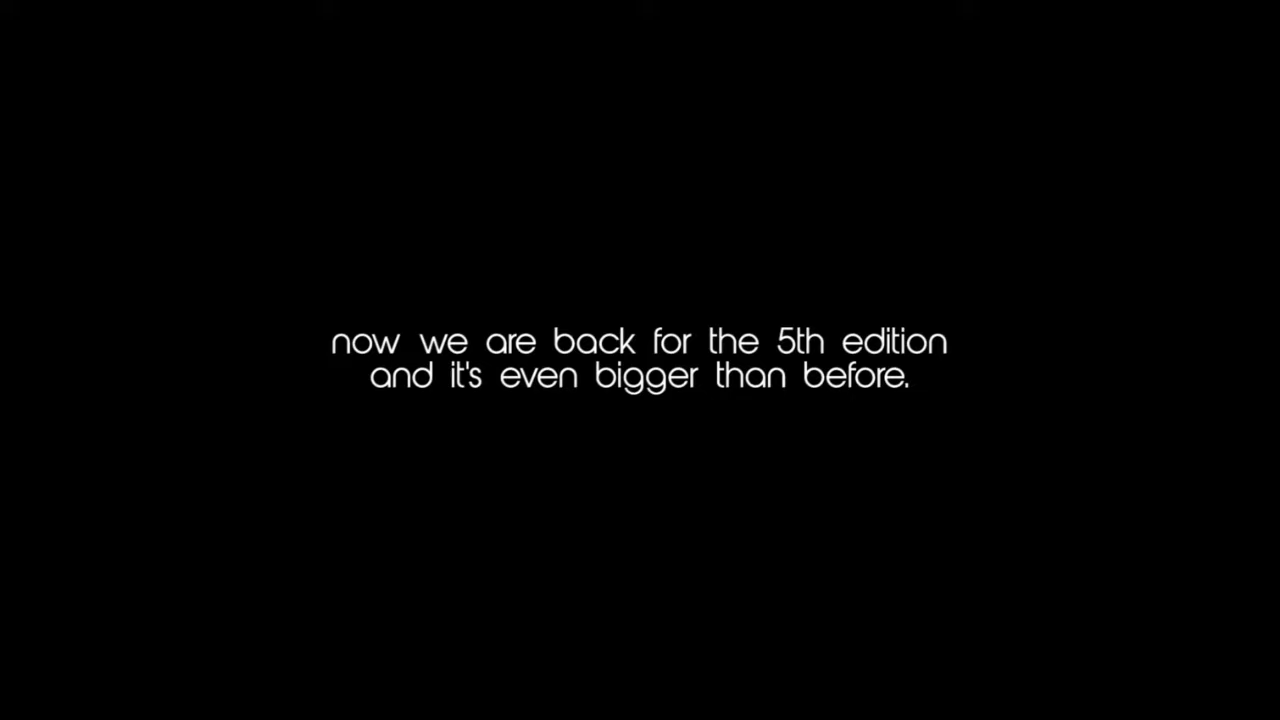 now we are back for the 5th edition
and it's even bigger than before.